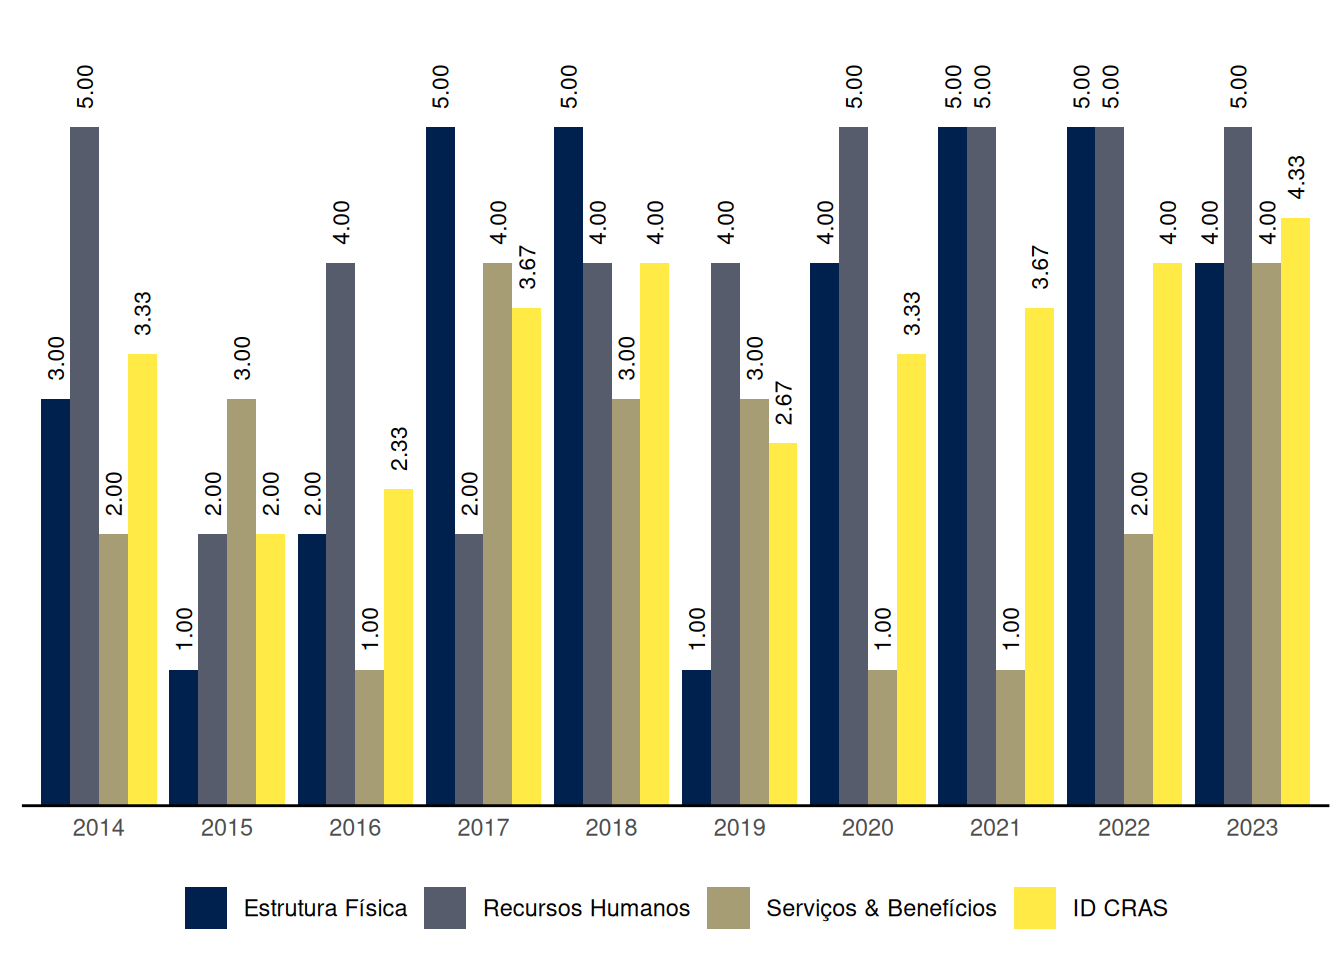 3.00 5.00 2.00 3.33
1.00 2.00 3.00 2.00
2.00 4.00 1.00 2.33
5.00 2.00 4.00 3.67
5.00 4.00 3.00 4.00
1.00 4.00 3.00 2.67
4.00 5.00 1.00 3.33
5.00 5.00 1.00 3.67
5.00 5.00 2.00 4.00
4.00 5.00 4.00 4.33
2014 2015 2016 2017 2018 2019 2020 2021 2022 2023
Estrutura Física Recursos Humanos Serviços & Benefícios ID CRAS